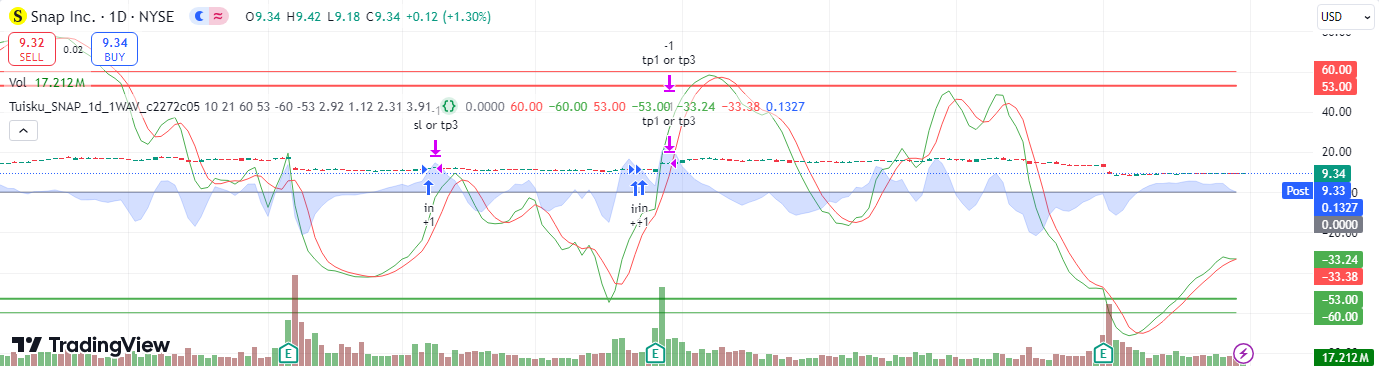 S Snap Inc. · 1D · NYSE O9.34 H9.42 L9.18 C9.34 +0.12 (+1.30%)
USD
9.32 SELL
0.02
9.34 BUY
Vol 17.212 M
Tuisku_SNAP_1d_1WAV_c2272c05 10 21 60 53 -60 -53 2.92 1.12 2.31 3.91 {} 0.0000 60.00 −60.00 53.00 −53.00 −33.24 −33.38 0.1327
-1
tp1 or tp3
sl or tp3
tp1 or tp3
in
+1
in
60.00
53.00
40.00
20.00
9.34
Post 9.33
0.1327
0.0000
−20.00
−33.24
−33.38
−53.00
−60.00
17.212 M
E
E
E
TradingView